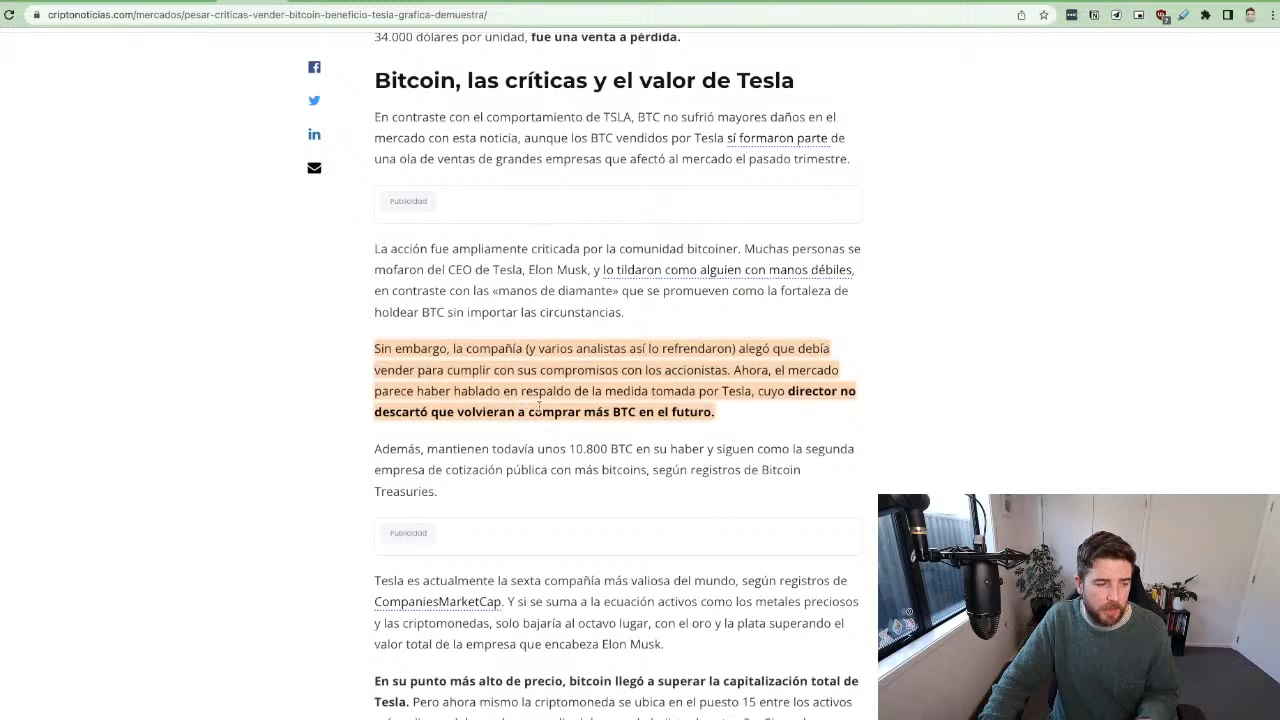 criptonoticias.com/mercados/pesar-criticas-vender-bitcoin-beneficio-tesla-grafica-demuestra/
34.000 dólares por unidad, fue una venta a pérdida.
Bitcoin, las críticas y el valor de Tesla
En contraste con el comportamiento de TSLA, BTC no sufrió mayores daños en el
mercado con esta noticia, aunque los BTC vendidos por Tesla sí formaron parte de
una ola de ventas de grandes empresas que afectó al mercado el pasado trimestre.
Publicidad
La acción fue ampliamente criticada por la comunidad bitcoiner. Muchas personas se
mofaron del CEO de Tesla, Elon Musk, y lo tildaron como alguien con manos débiles,
en contraste con las «manos de diamante» que se promueven como la fortaleza de
holdear BTC sin importar las circunstancias.
Sin embargo, la compañía (y varios analistas así lo refrendaron) alegó que debía
vender para cumplir con sus compromisos con los accionistas. Ahora, el mercado
parece haber hablado en respaldo de la medida tomada por Tesla, cuyo director no
descartó que volvieran a comprar más BTC en el futuro.
Además, mantienen todavía unos 10.800 BTC en su haber y siguen como la segunda
empresa de cotización pública con más bitcoins, según registros de Bitcoin
Treasuries.
Publicidad
Tesla es actualmente la sexta compañía más valiosa del mundo, según registros de
CompaniesMarketCap. Y si se suma a la ecuación activos como los metales preciosos
y las criptomonedas, solo bajaría al octavo lugar, con el oro y la plata superando el
valor total de la empresa que encabeza Elon Musk.
En su punto más alto de precio, bitcoin llegó a superar la capitalización total de
Tesla. Pero ahora mismo la criptomoneda se ubica en el puesto 15 entre los activos